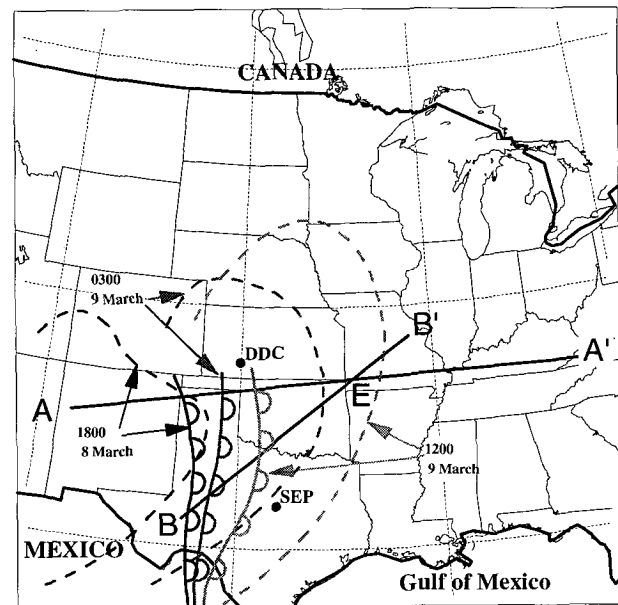 CANADA
0300
9 March
DDC
B'
A'
A
E
1800
8 March
1200
9 March
SEP
B
MEXICO
Gulf of Mexico